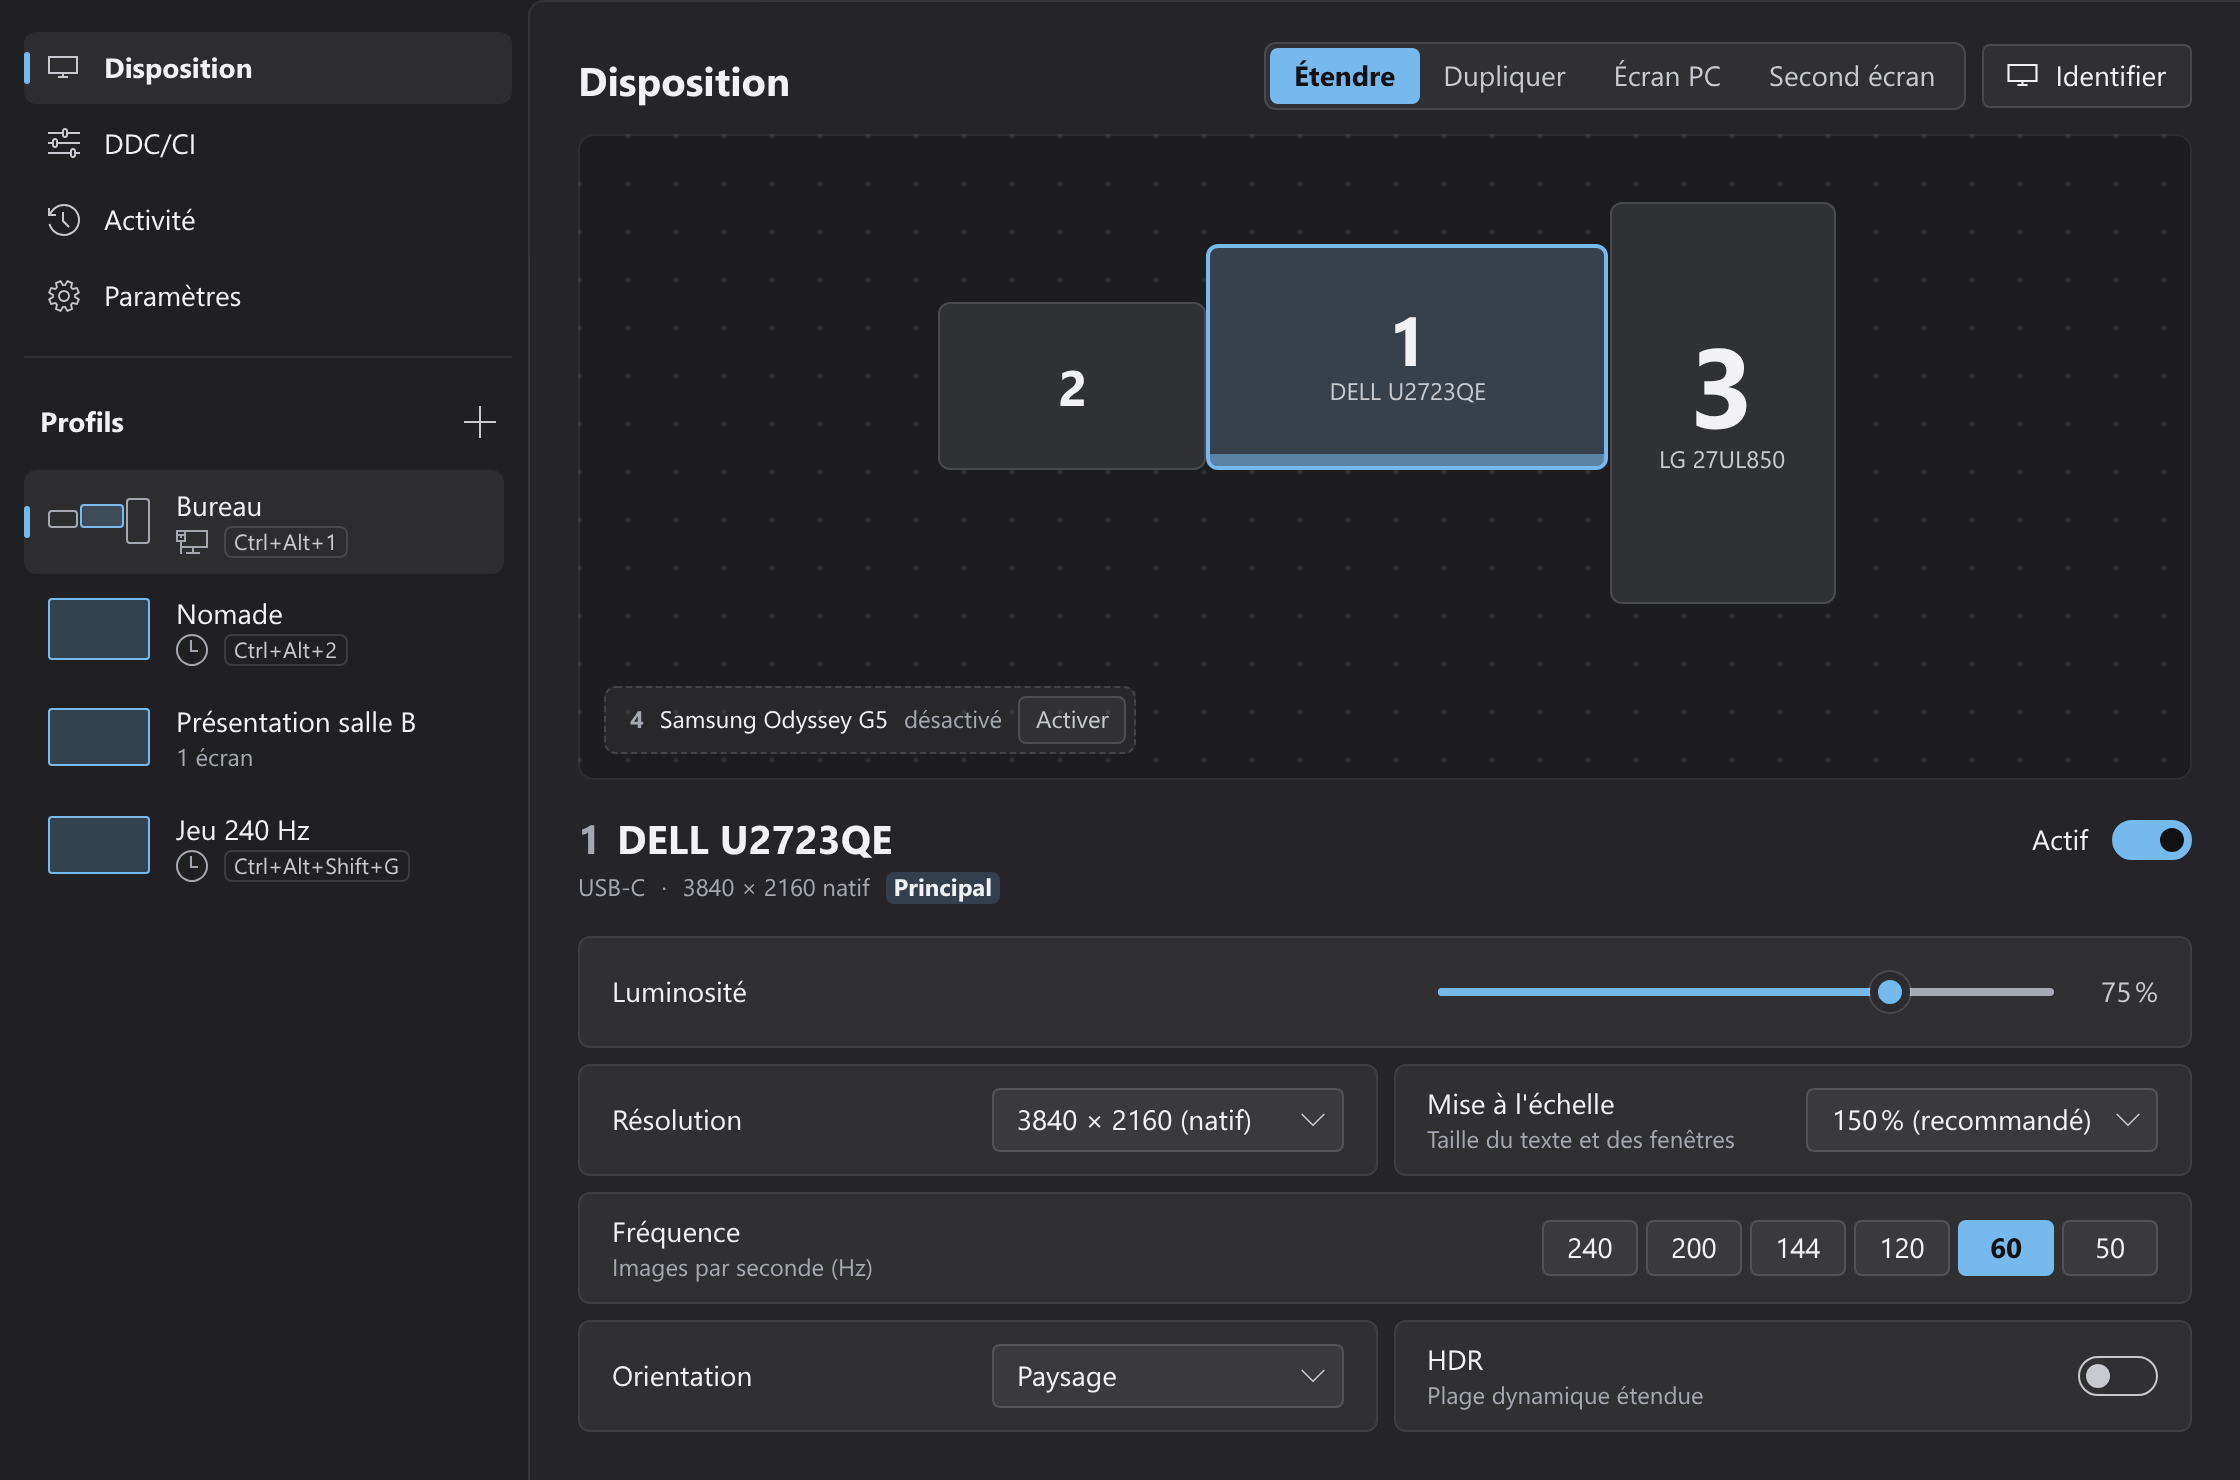 Disposition
DDC/CI
Activité
Paramètres
Profils
Bureau
Ctrl+Alt+1
Nomade
Ctrl+Alt+2
Présentation salle B
1 écran
Jeu 240 Hz
Ctrl+Alt+Shift+G
Disposition
Étendre Dupliquer Écran PC Second écran Identifier
2
1
DELL U2723QE
3
LG 27UL850
4 Samsung Odyssey G5 désactivé Activer
1 DELL U2723QE
Actif
USB-C · 3840 × 2160 natif Principal
Luminosité 75 %
Résolution 3840 × 2160 (natif)
Mise à l'échelle
Taille du texte et des fenêtres
150 % (recommandé)
Fréquence
Images par seconde (Hz)
240 200 144 120 60 50
Orientation Paysage
HDR
Plage dynamique étendue